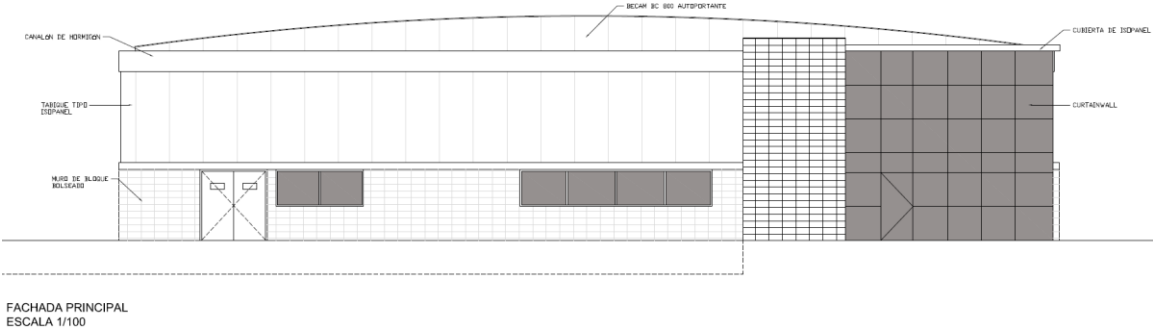 BECAM BC 800 AUTOPORTANTE
CANALON DE HORMIGON
CUBIERTA DE ISOPANEL
TABIQUE TIPO
ISOPANEL
CURTAINWALL
MURO DE BLOQUE
BOLSEADO
FACHADA PRINCIPAL
ESCALA 1/100